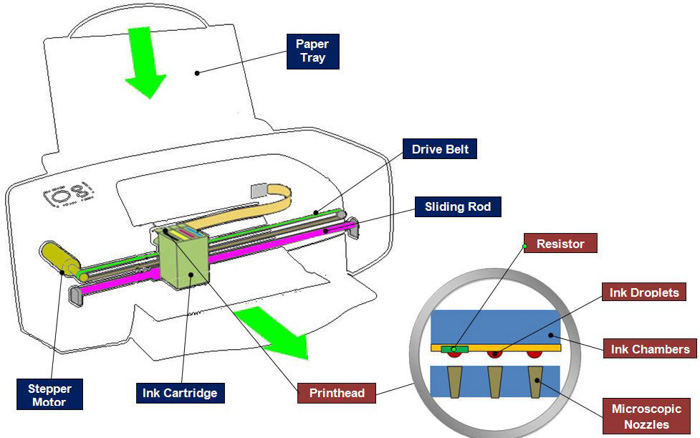 Paper
Tray
Drive Belt
Sliding Rod
Resistor
Ink Droplets
Ink Chambers
Stepper
Motor
Ink Cartridge
Printhead
Microscopic
Nozzles